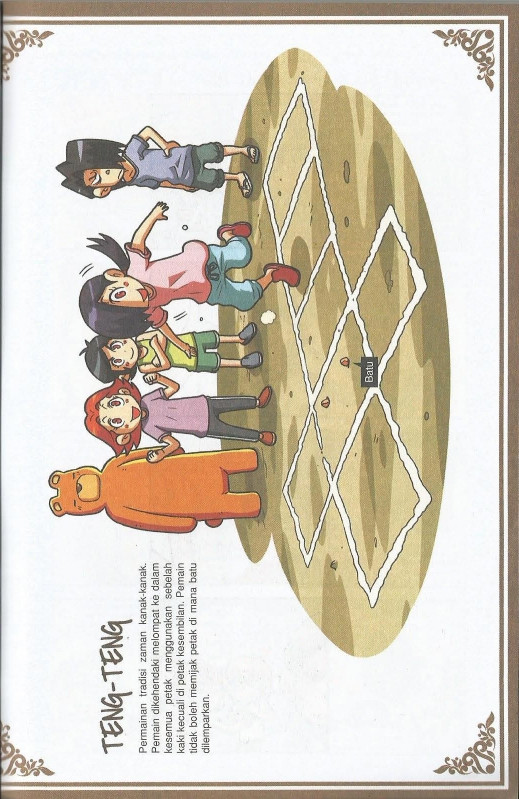 TENG-TENG
Permainan tradisi zaman kanak-kanak.
Pemain dikehendaki melompat ke dalam
kesemua petak menggunakan sebelah
kaki kecuali di petak kesembilan. Pemain
tidak boleh memijak petak di mana batu
dilemparkan.
Batu